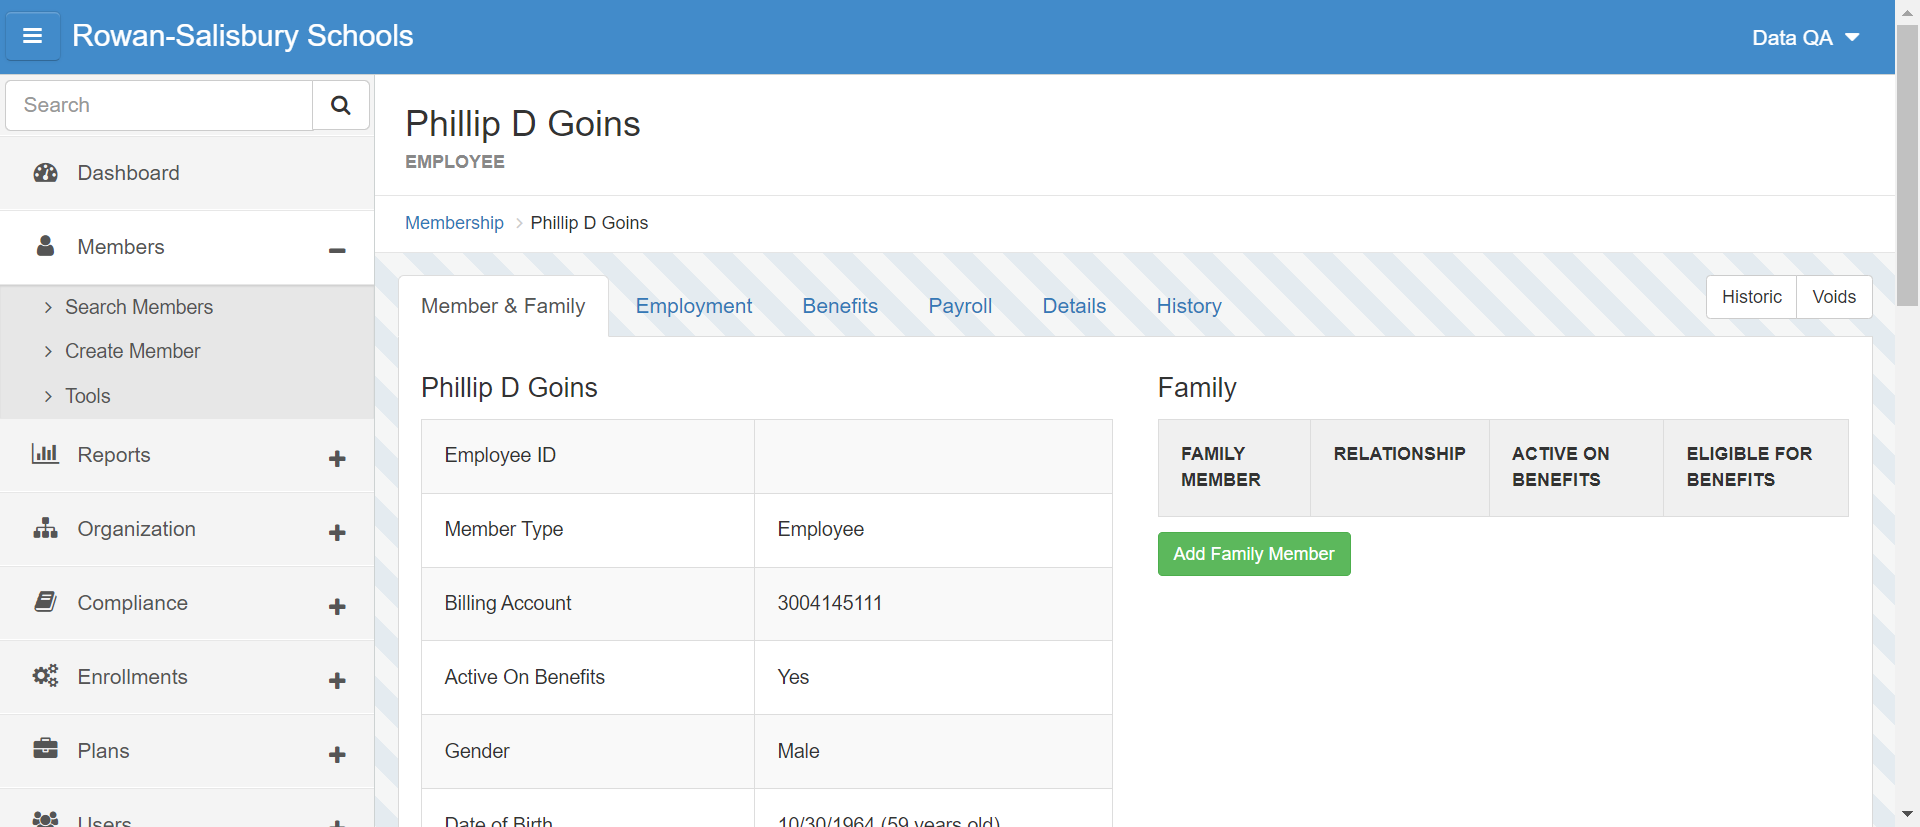 Rowan-Salisbury Schools
Data QA
Search
Dashboard
Members
Search Members
Create Member
Tools
Reports
Organization
Compliance
Enrollments
Plans
Users
Phillip D Goins
EMPLOYEE
Membership > Phillip D Goins
Member & Family Employment Benefits Payroll Details History
Historic Voids
Phillip D Goins
Employee ID
Member Type Employee
Billing Account 3004145111
Active On Benefits Yes
Gender Male
Date of Birth 10/30/1964 (59 years old)
Family
FAMILY MEMBER RELATIONSHIP ACTIVE ON BENEFITS ELIGIBLE FOR BENEFITS
Add Family Member